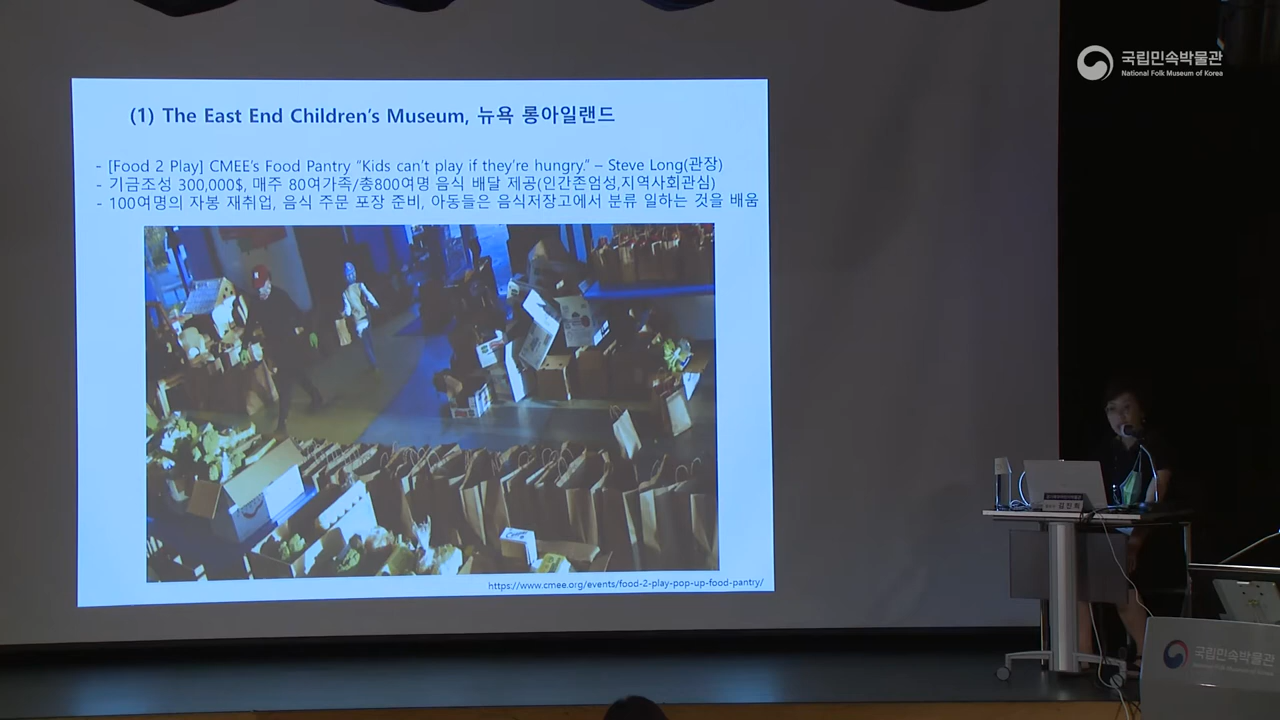 국립민속박물관
National Folk Museum of Korea
(1) The East End Children's Museum, 뉴욕 롱아일랜드
- [Food 2 Play] CMEE's Food Pantry "Kids can't play if they're hungry." – Steve Long(관장)
- 기금조성 300,000$, 매주 80여가족/총800여명 음식 배달 제공(인간존엄성,지역사회관심)
- 100여명의 자봉 재취업, 음식 주문 포장 준비, 아동들은 음식저장고에서 분류 일하는 것을 배움
https://www.cmee.org/events/food-2-play-pop-up-food-pantry/
국립민속박물관
National Folk Museum of Korea